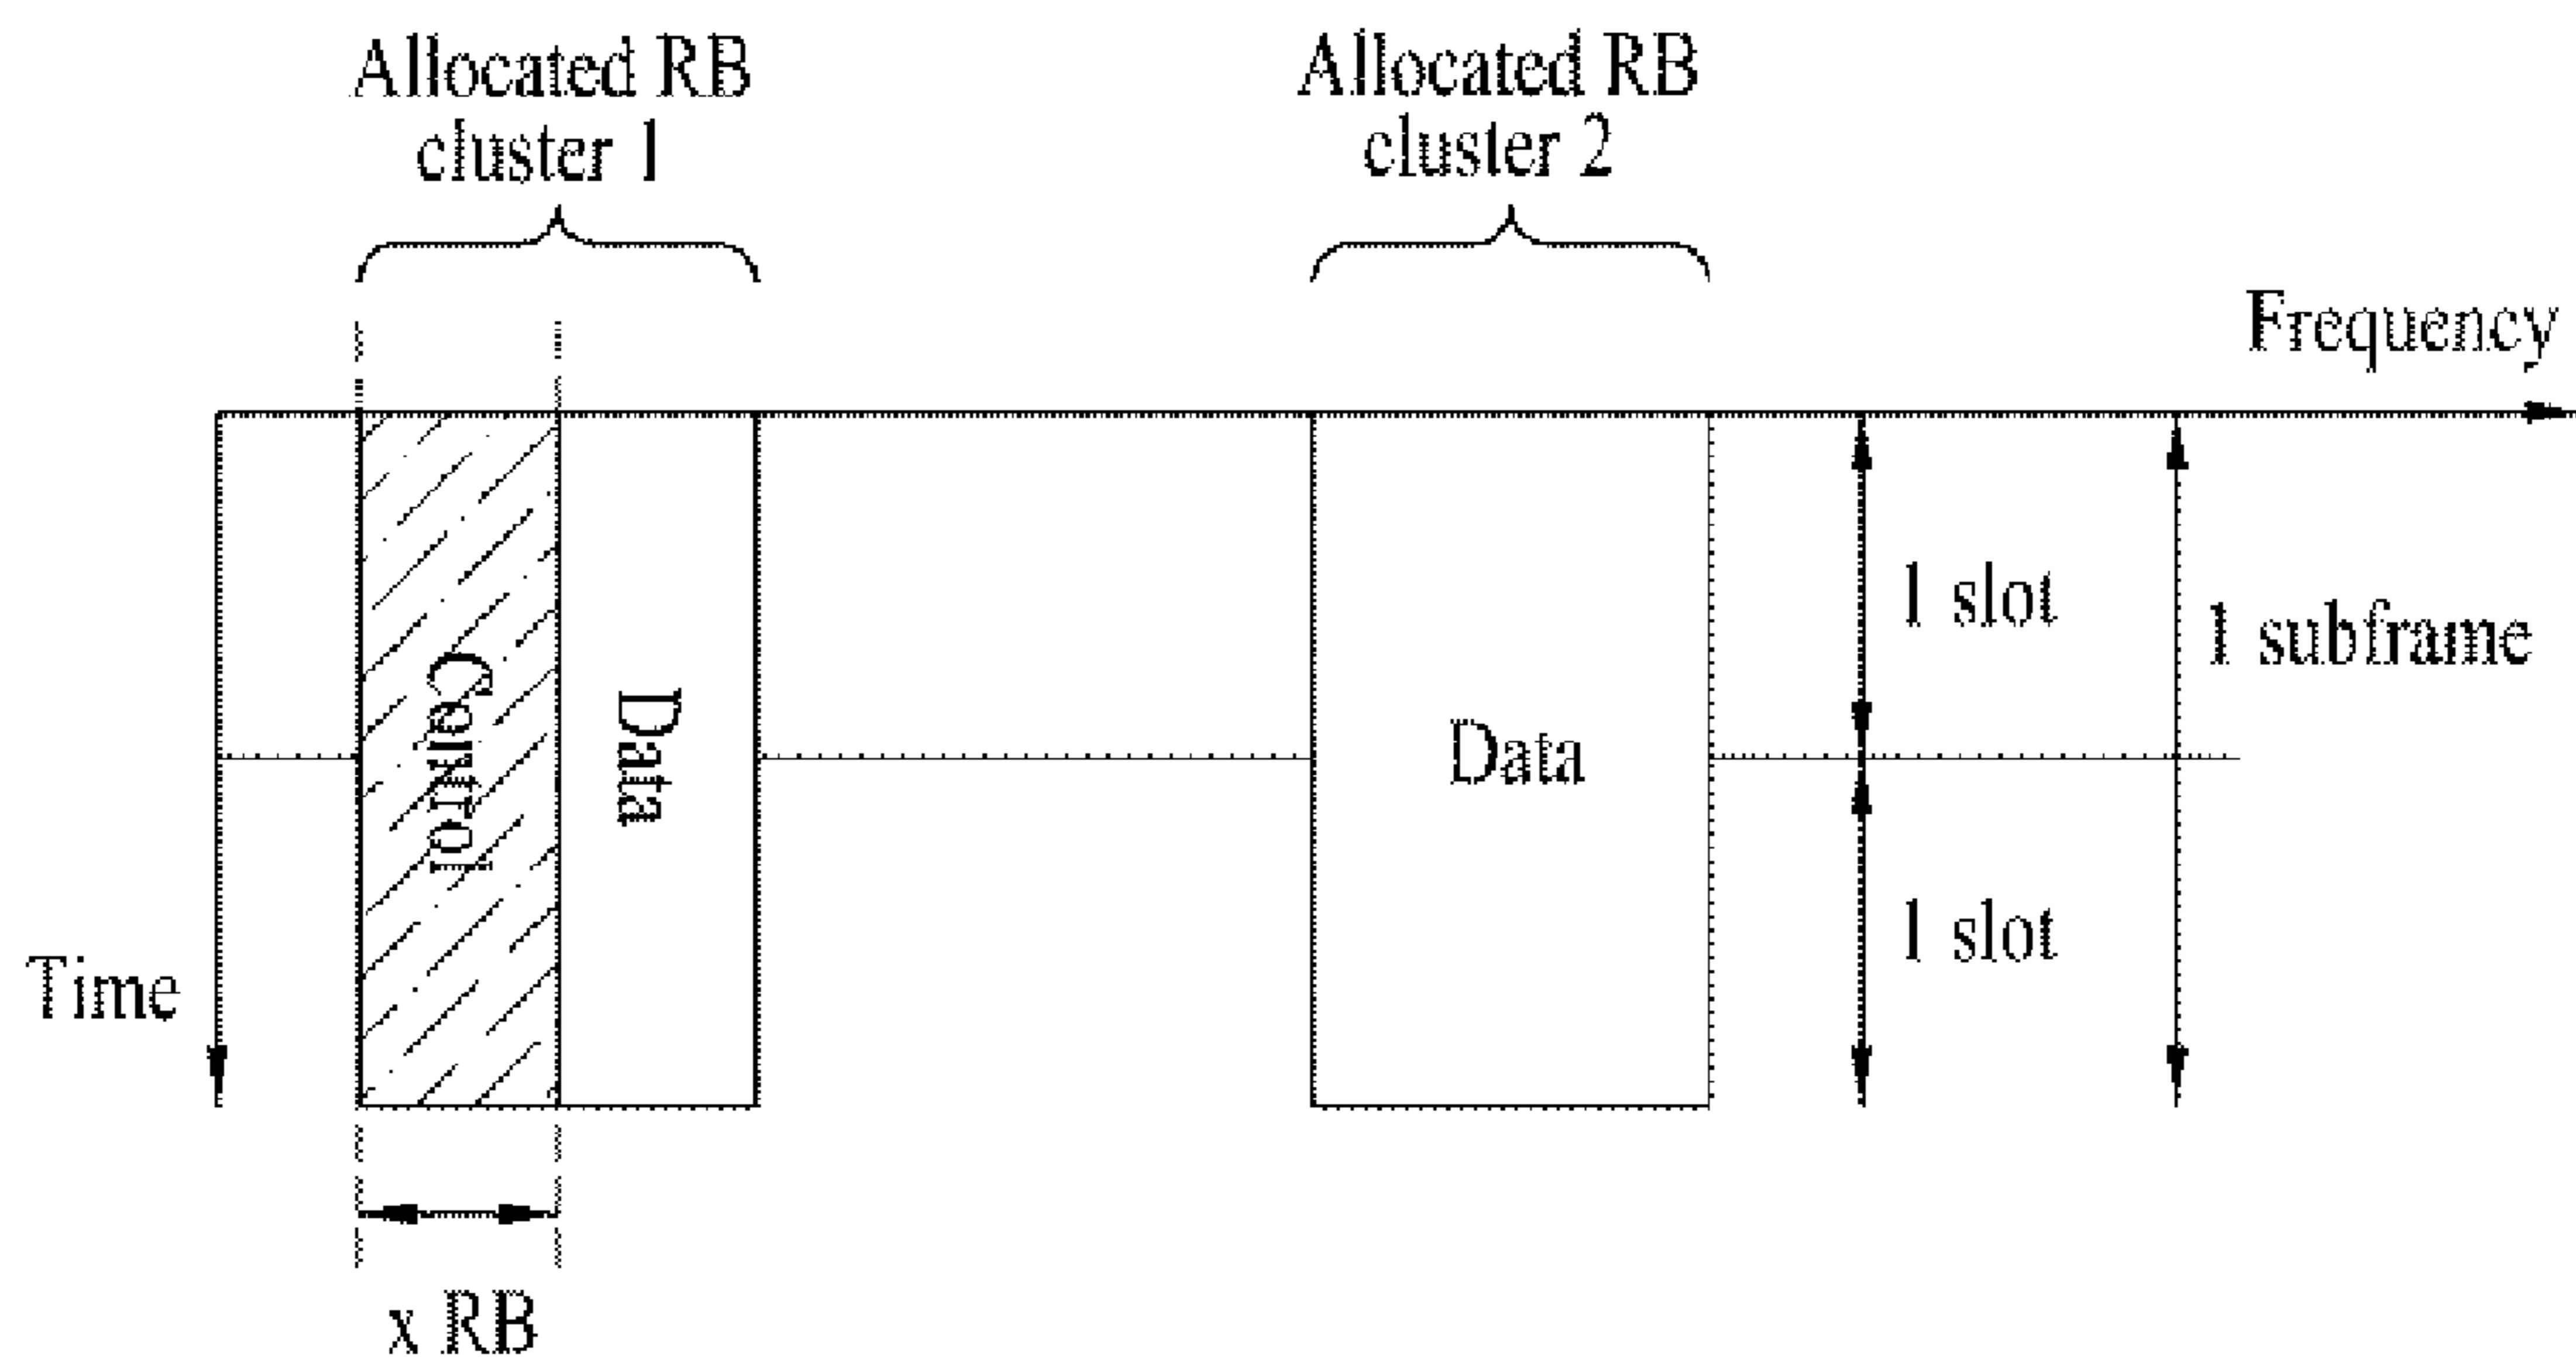 Allocated RB
cluster 1
Allocated RB
cluster 2
Frequency
1 slot
1 subframe
Control
Data
Data
1 slot
Time
x RB